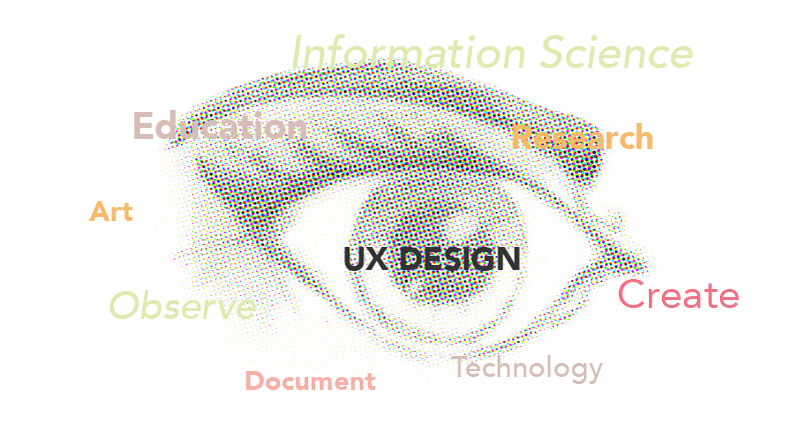 Information Science
Education
Research
Art
UX DESIGN
Create
Observe
Technology
Document